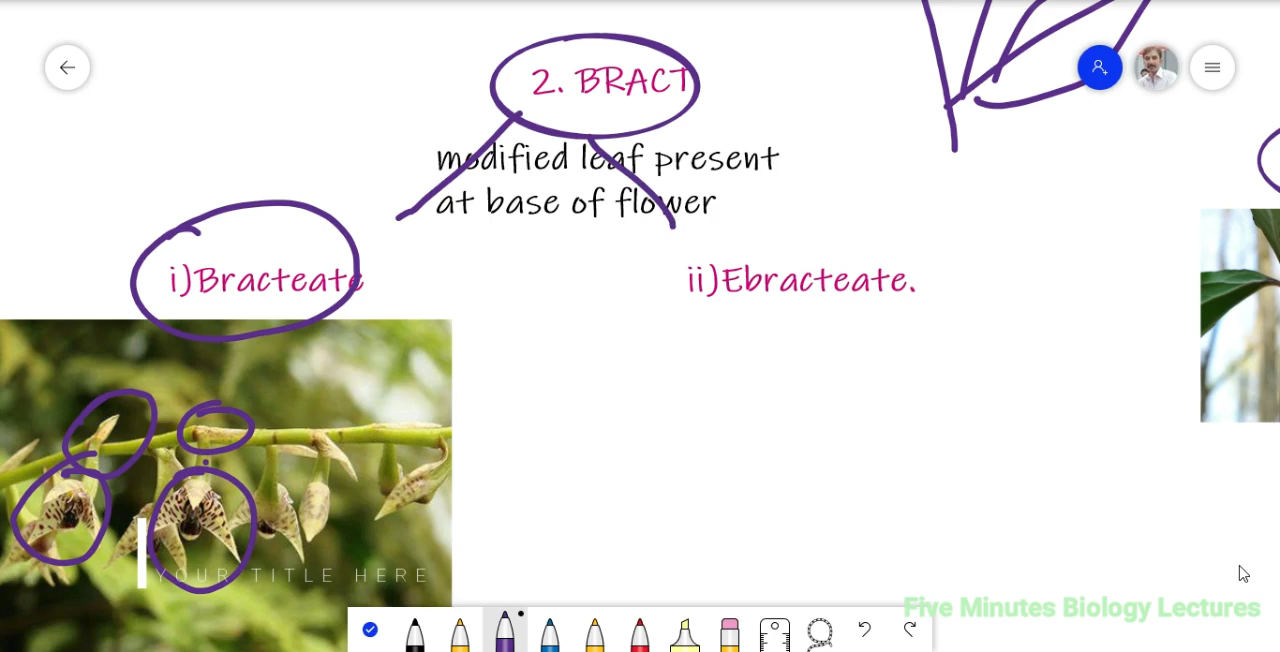 2. BRACT
modified leaf present
at base of flower
i)Bracteate
ii)Ebracteate.
YOUR TITLE HERE
Five Minutes Biology Lectures